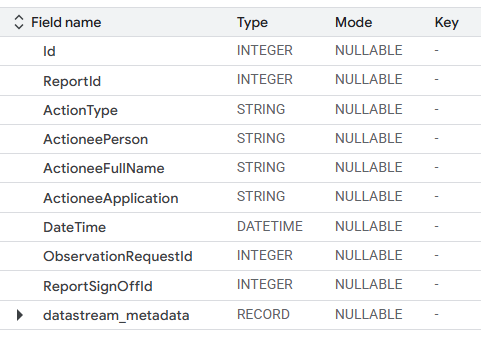 Field name Type Mode Key
Id INTEGER NULLABLE -
ReportId INTEGER NULLABLE -
ActionType STRING NULLABLE -
ActioneePerson STRING NULLABLE -
ActioneeFullName STRING NULLABLE -
ActioneeApplication STRING NULLABLE -
DateTime DATETIME NULLABLE -
ObservationRequestId INTEGER NULLABLE -
ReportSignOffId INTEGER NULLABLE -
datastream_metadata RECORD NULLABLE -